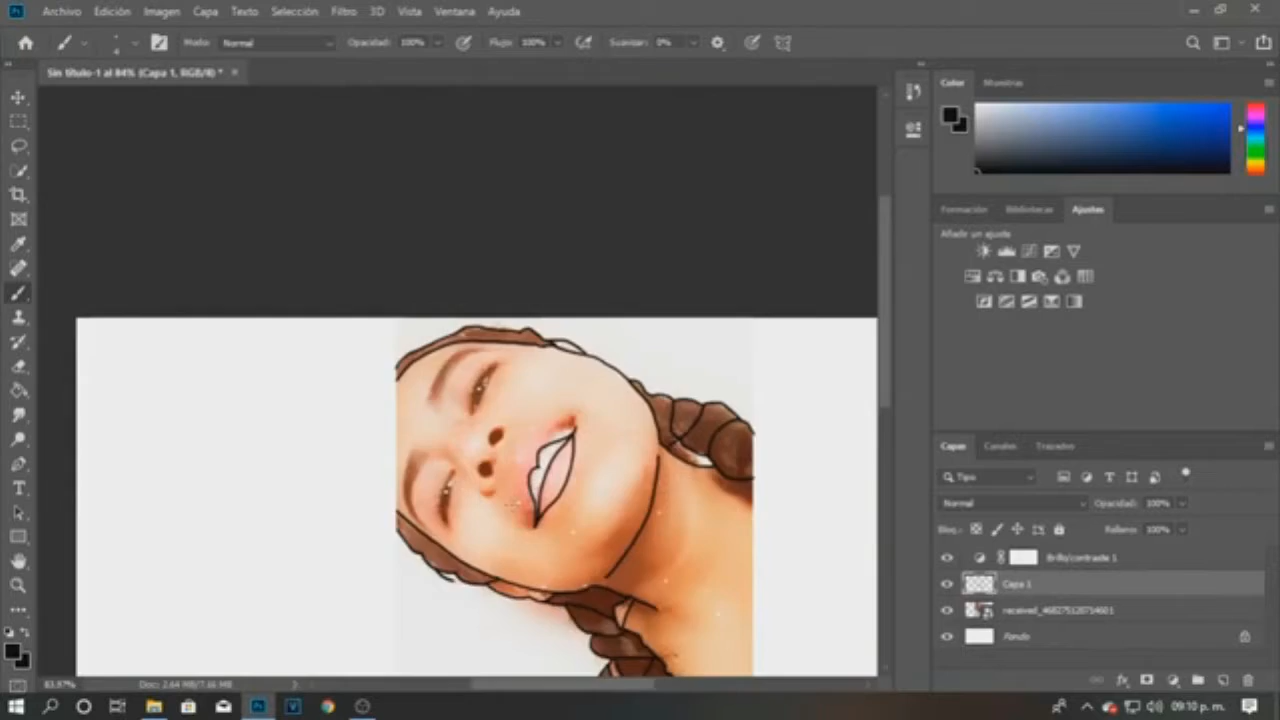 Archivo Edición Imagen Capa Texto Selección Filtro 3D Vista Ventana Ayuda
Modo: Normal Opacidad: 100% Flujo: 100% Suavizar: 0%
Sin título-1 al 84% (Capa 1, RGB/8) *
Color Muestras
Formación Bibliotecas Ajustes
Añadir un ajuste
Capas Canales Trazados
Tipo
Normal Opacidad: 100%
Bloq.: Relleno: 100%
Brillo/contraste 1
Capa 1
Fondo
83.97% Doc: 2.64 MB/7.66 MB
09:10 p. m.